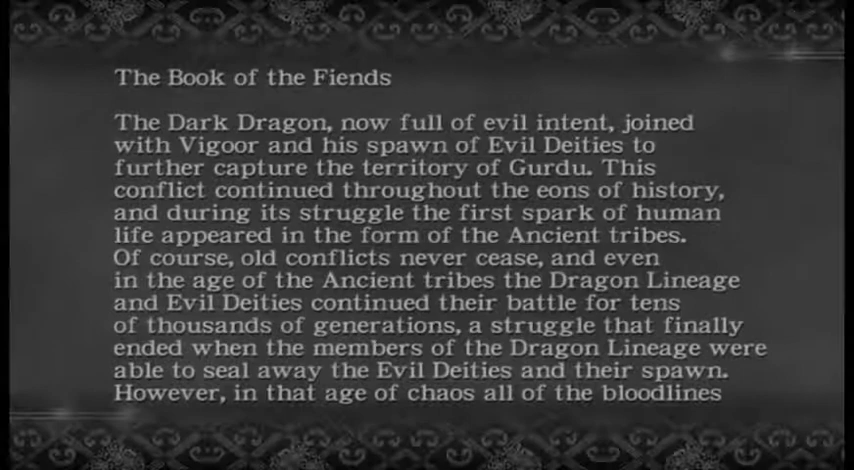 The Book of the Fiends
The Dark Dragon, now full of evil intent, joined
with Vigoor and his spawn of Evil Deities to
further capture the territory of Gurdu. This
conflict continued throughout the eons of history,
and during its struggle the first spark of human
life appeared in the form of the Ancient tribes.
Of course, old conflicts never cease, and even
in the age of the Ancient tribes the Dragon Lineage
and Evil Deities continued their battle for tens
of thousands of generations, a struggle that finally
ended when the members of the Dragon Lineage were
able to seal away the Evil Deities and their spawn.
However, in that age of chaos all of the bloodlines